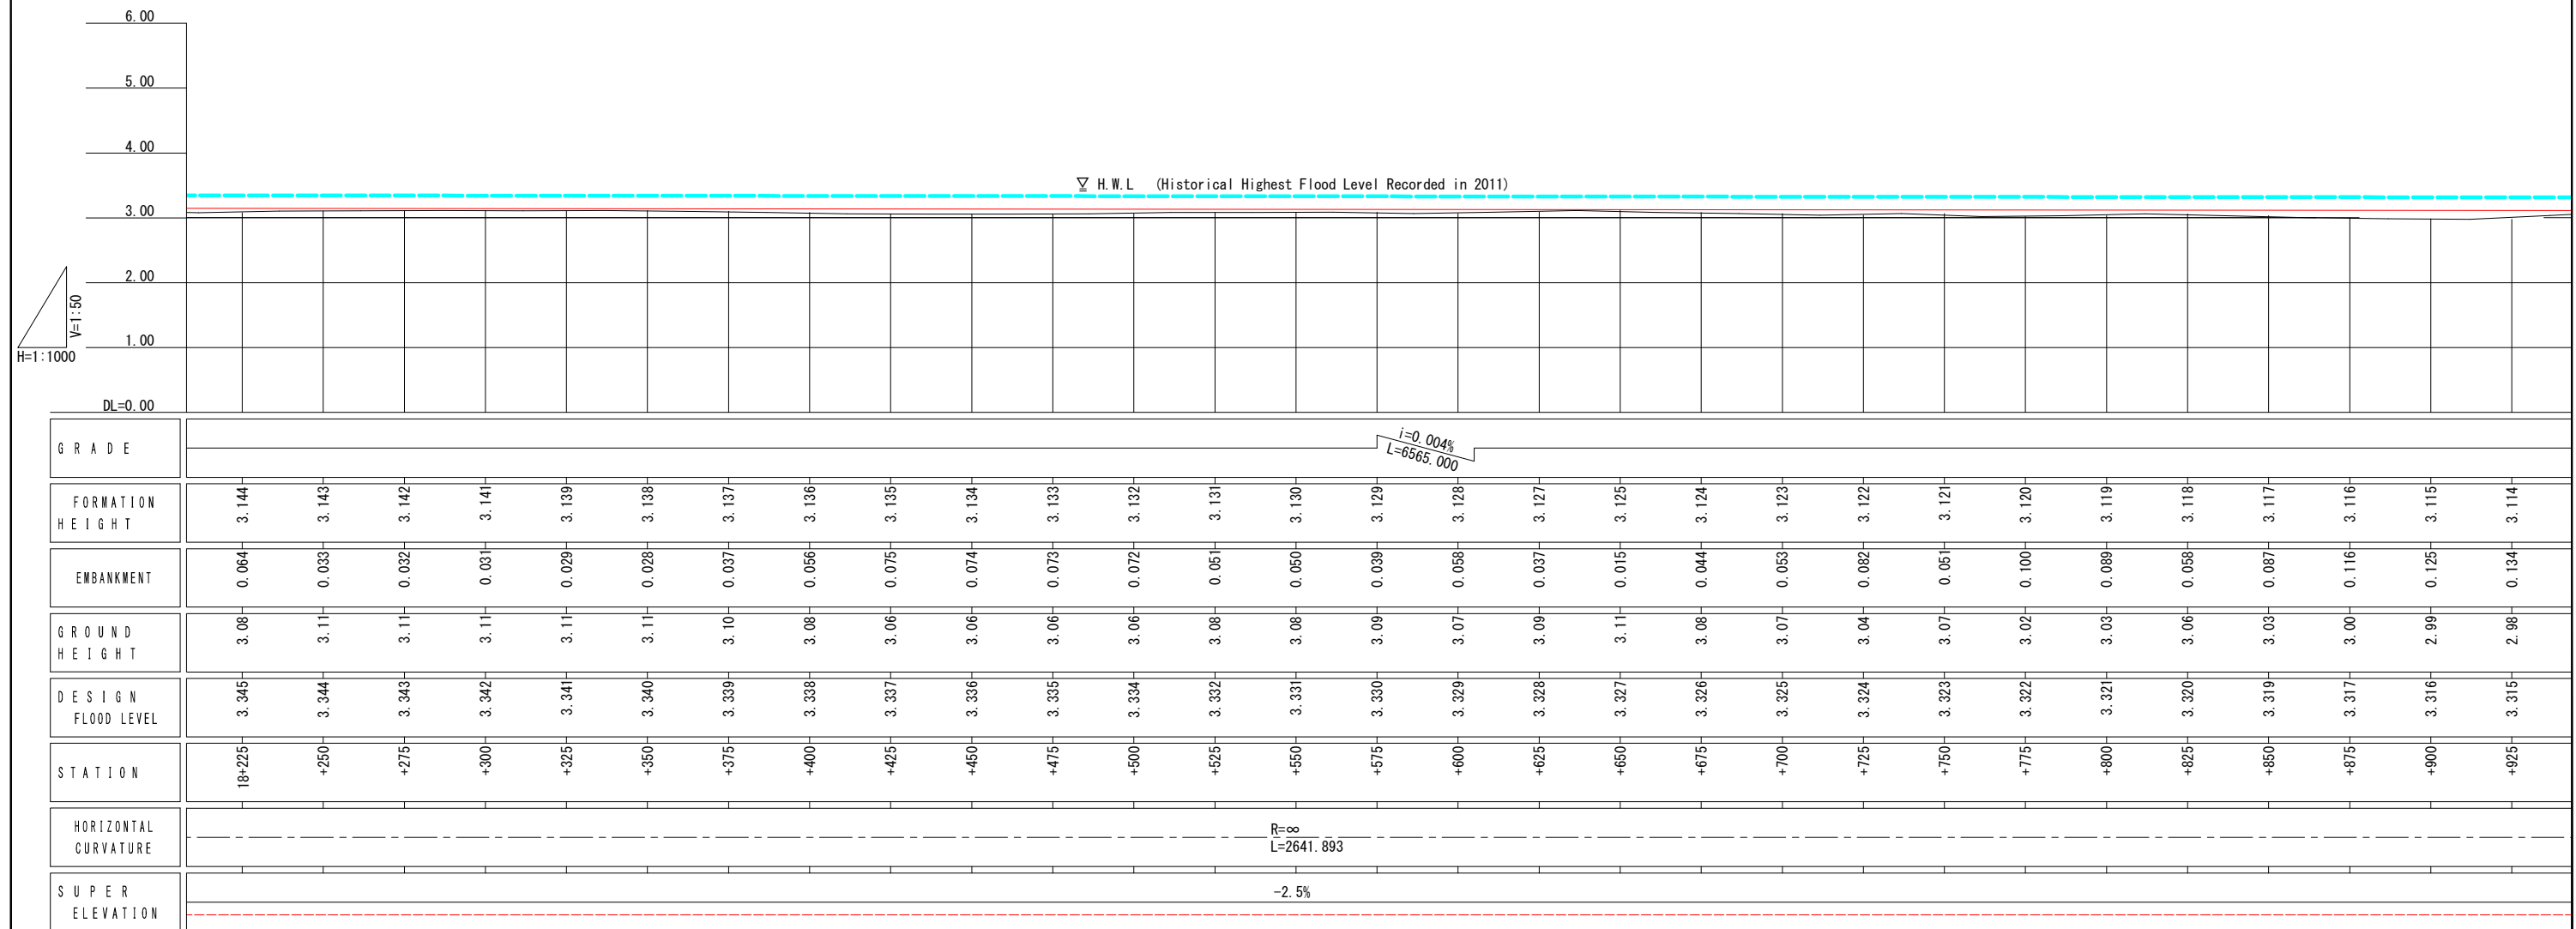 6.00
5.00
4.00
▽ H.W.L (Historical Highest Flood Level Recorded in 2011)
3.00
2.00
V=1:50
1.00
H=1:1000
DL=0.00
GRADE
i=0.004%
L=6565.000
FORMATION
HEIGHT
3.144 3.143 3.142 3.141 3.139 3.138 3.137 3.136 3.135 3.134 3.133 3.132 3.131 3.130 3.129 3.128 3.127 3.125 3.124 3.123 3.122 3.121 3.120 3.119 3.118 3.117 3.116 3.115 3.114
EMBANKMENT
0.064 0.033 0.032 0.031 0.029 0.028 0.037 0.056 0.075 0.074 0.073 0.072 0.051 0.050 0.039 0.058 0.037 0.015 0.044 0.053 0.082 0.051 0.100 0.089 0.058 0.087 0.116 0.125 0.134
GROUND
HEIGHT
3.08 3.11 3.11 3.11 3.11 3.11 3.10 3.08 3.06 3.06 3.06 3.06 3.08 3.08 3.09 3.07 3.09 3.11 3.08 3.07 3.04 3.07 3.02 3.03 3.06 3.03 3.00 2.99 2.98
DESIGN
FLOOD LEVEL
3.345 3.344 3.343 3.342 3.341 3.340 3.339 3.338 3.337 3.336 3.335 3.334 3.332 3.331 3.330 3.329 3.328 3.327 3.326 3.325 3.324 3.323 3.322 3.321 3.320 3.319 3.317 3.316 3.315
STATION
18+225 +250 +275 +300 +325 +350 +375 +400 +425 +450 +475 +500 +525 +550 +575 +600 +625 +650 +675 +700 +725 +750 +775 +800 +825 +850 +875 +900 +925
HORIZONTAL
CURVATURE
R=∞
L=2641.893
SUPER
ELEVATION
-2.5%